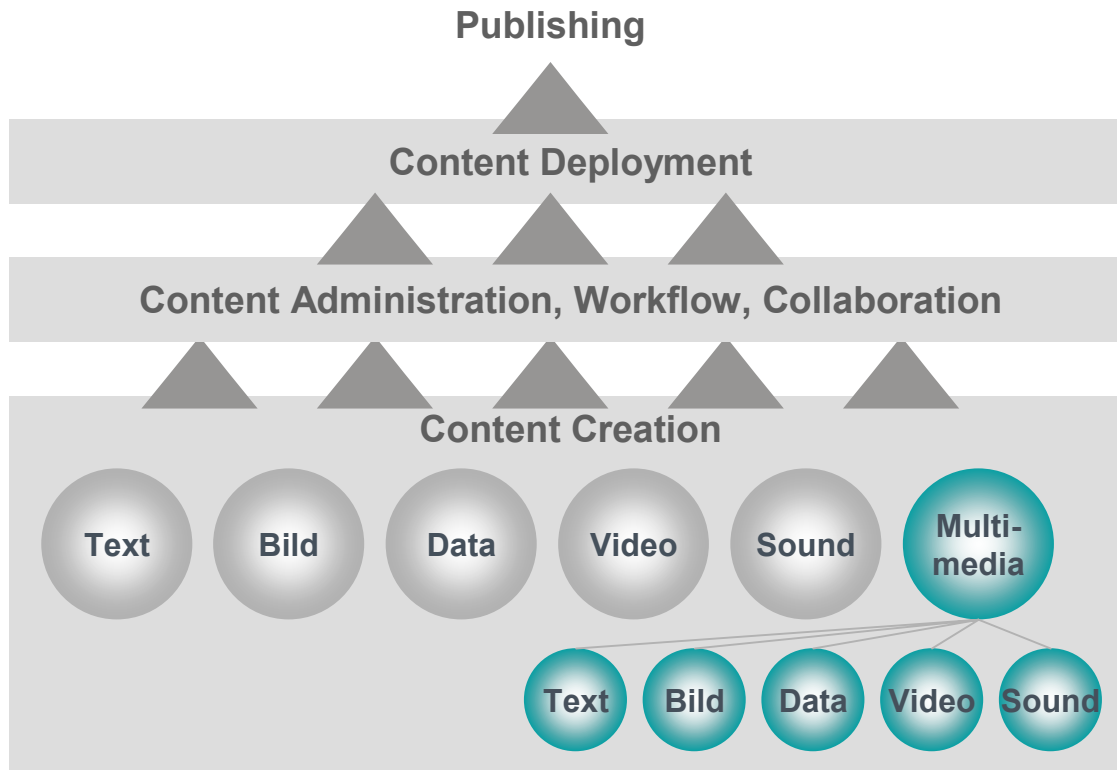 Publishing
Content Deployment
Content Administration, Workflow, Collaboration
Content Creation
Text
Bild
Data
Video
Sound
Multi-
media
Text
Bild
Data
Video
Sound